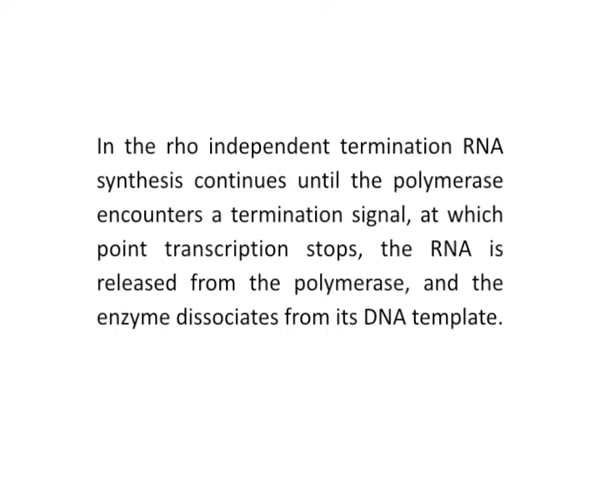 In the rho independent termination RNA
synthesis continues until the polymerase
encounters a termination signal, at which
point transcription stops, the RNA is
released from the polymerase, and the
enzyme dissociates from its DNA template.